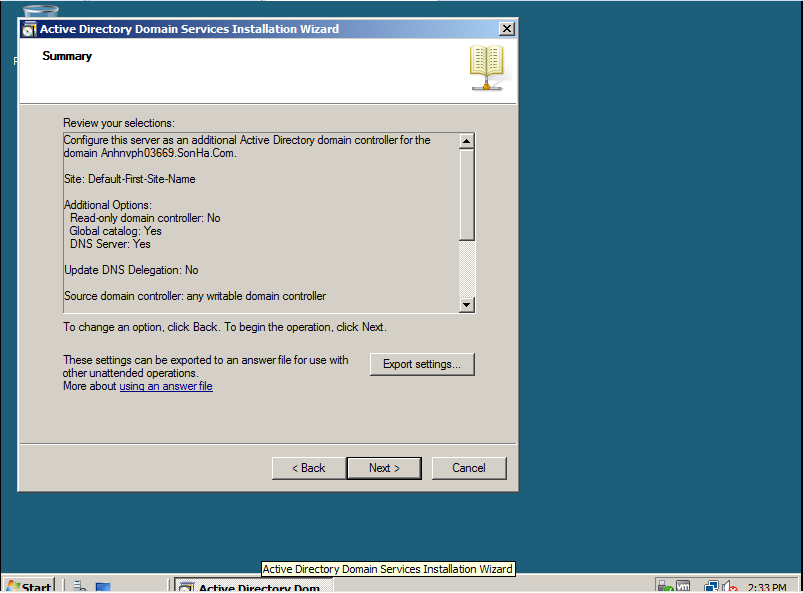 Active Directory Domain Services Installation Wizard
Summary
Review your selections:
Configure this server as an additional Active Directory domain controller for the
domain Anhnvph03669.SonHa.Com.
Site: Default-First-Site-Name
Additional Options:
Read-only domain controller: No
Global catalog: Yes
DNS Server: Yes
Update DNS Delegation: No
Source domain controller: any writable domain controller
To change an option, click Back. To begin the operation, click Next.
These settings can be exported to an answer file for use with
other unattended operations.
More about using an answer file
Export settings...
< Back
Next >
Cancel
Active Directory Domain Services Installation Wizard
Start
Active Directory Dom...
2:33 PM